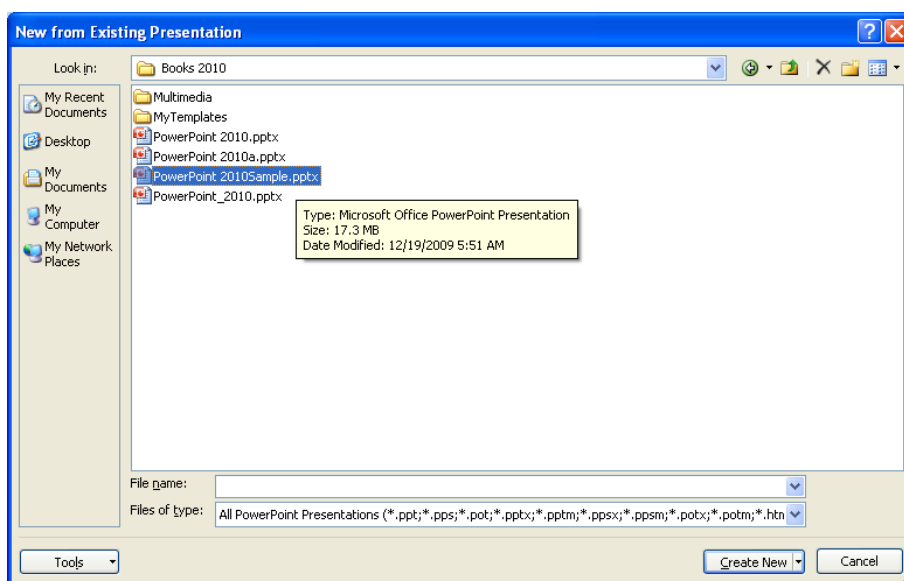 New from Existing Presentation
Look in:
Books 2010
My Recent
Documents
Desktop
My
Documents
My
Computer
My Network
Places
Multimedia
MyTemplates
PowerPoint 2010.pptx
PowerPoint 2010a.pptx
PowerPoint 2010Sample.pptx
PowerPoint_2010.pptx
Type: Microsoft Office PowerPoint Presentation
Size: 17.3 MB
Date Modified: 12/19/2009 5:51 AM
File name:
Files of type:
All PowerPoint Presentations (*.ppt;*.pps;*.pot;*.pptx;*.pptm;*.ppsx;*.ppsm;*.potx;*.potm;*.htn
Tools
Create New
Cancel